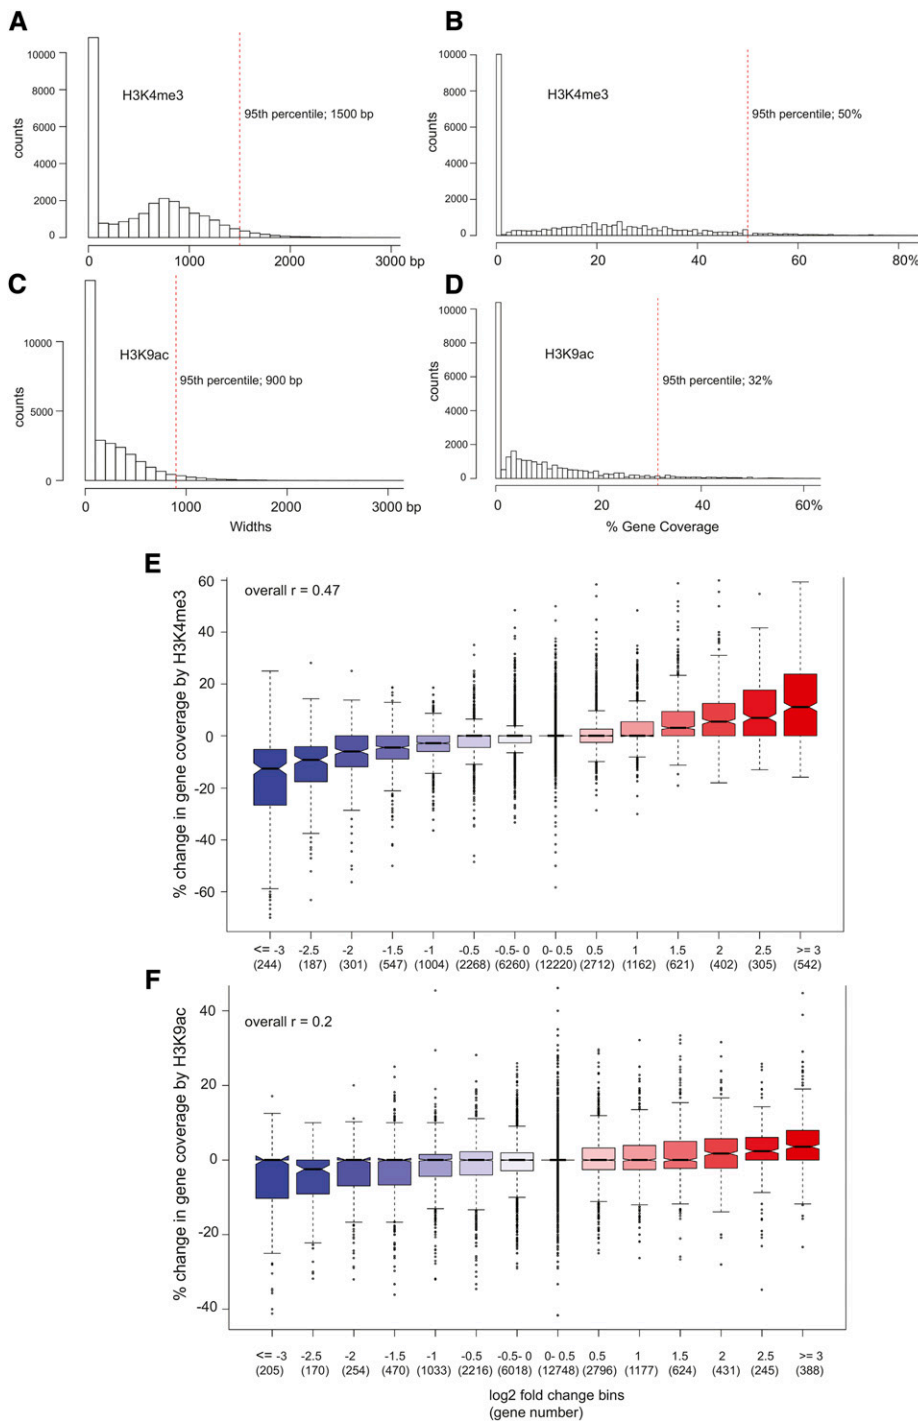 A
B
10000
8000
6000
4000
2000
0
counts
H3K4me3
95th percentile; 1500 bp
0 1000 2000 3000 bp
10000
8000
6000
4000
2000
0
counts
H3K4me3
95th percentile; 50%
0 20 40 60 80%
C
D
10000
5000
0
counts
H3K9ac
95th percentile; 900 bp
0 1000 2000 3000 bp
Widths
10000
8000
6000
4000
2000
0
counts
H3K9ac
95th percentile; 32%
0 20 40 60%
% Gene Coverage
E
% change in gene coverage by H3K4me3
overall r = 0.47
60
40
20
0
-20
-40
-60
<= -3 -2.5 -2 -1.5 -1 -0.5 -0.5- 0 0- 0.5 0.5 1 1.5 2 2.5 >= 3
(244) (187) (301) (547) (1004) (2268) (6260) (12220) (2712) (1162) (621) (402) (305) (542)
F
% change in gene coverage by H3K9ac
overall r = 0.2
40
20
0
-20
-40
<= -3 -2.5 -2 -1.5 -1 -0.5 -0.5- 0 0- 0.5 0.5 1 1.5 2 2.5 >= 3
(205) (170) (254) (470) (1033) (2216) (6018) (12748) (2796) (1177) (624) (431) (245) (388)
log2 fold change bins
(gene number)